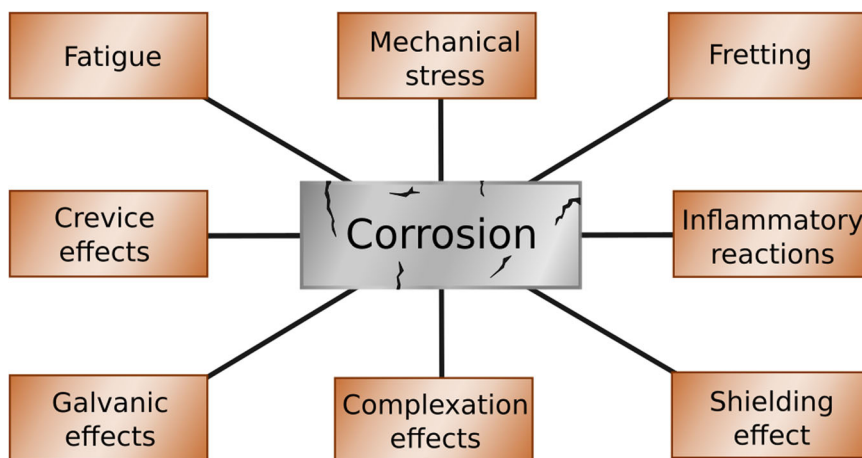 Fatigue
Mechanical
stress
Fretting
Crevice
effects
Corrosion
Inflammatory
reactions
Galvanic
effects
Complexation
effects
Shielding
effect